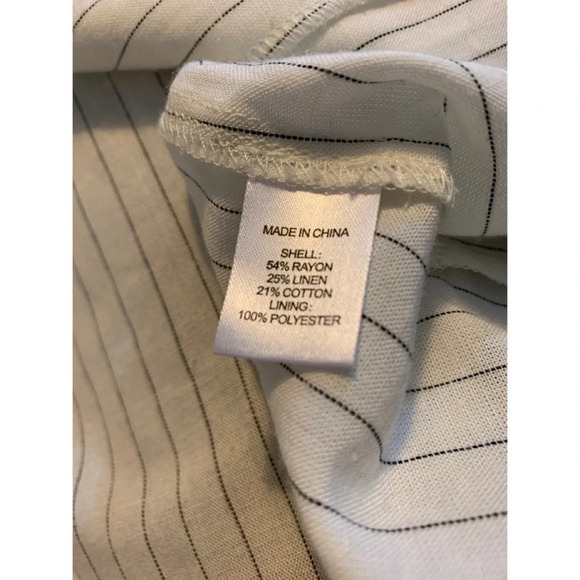 MADE IN CHINA
SHELL:
54% RAYON
25% LINEN
21% COTTON
LINING:
100% POLYESTER